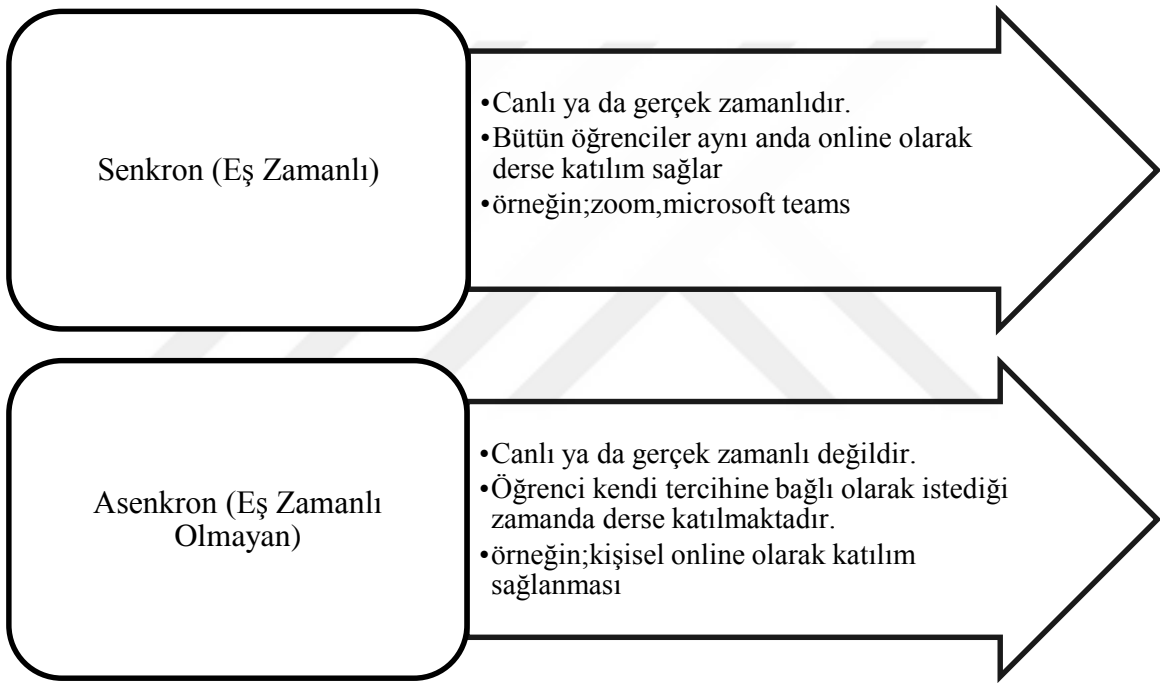 Senkron (Eş Zamanlı)
•Canlı ya da gerçek zamanlıdır.
•Bütün öğrenciler aynı anda online olarak
derse katılım sağlar
•örneğin;zoom,microsoft teams
Asenkron (Eş Zamanlı
Olmayan)
•Canlı ya da gerçek zamanlı değildir.
•Öğrenci kendi tercihine bağlı olarak istediği
zamanda derse katılmaktadır.
•örneğin;kişisel online olarak katılım
sağlanması